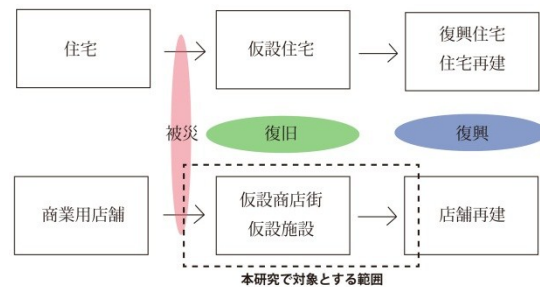 住宅
仮設住宅
復興住宅
住宅再建
被災
復旧
復興
商業用店舗
仮設商店街
仮設施設
店舗再建
本研究で対象とする範囲